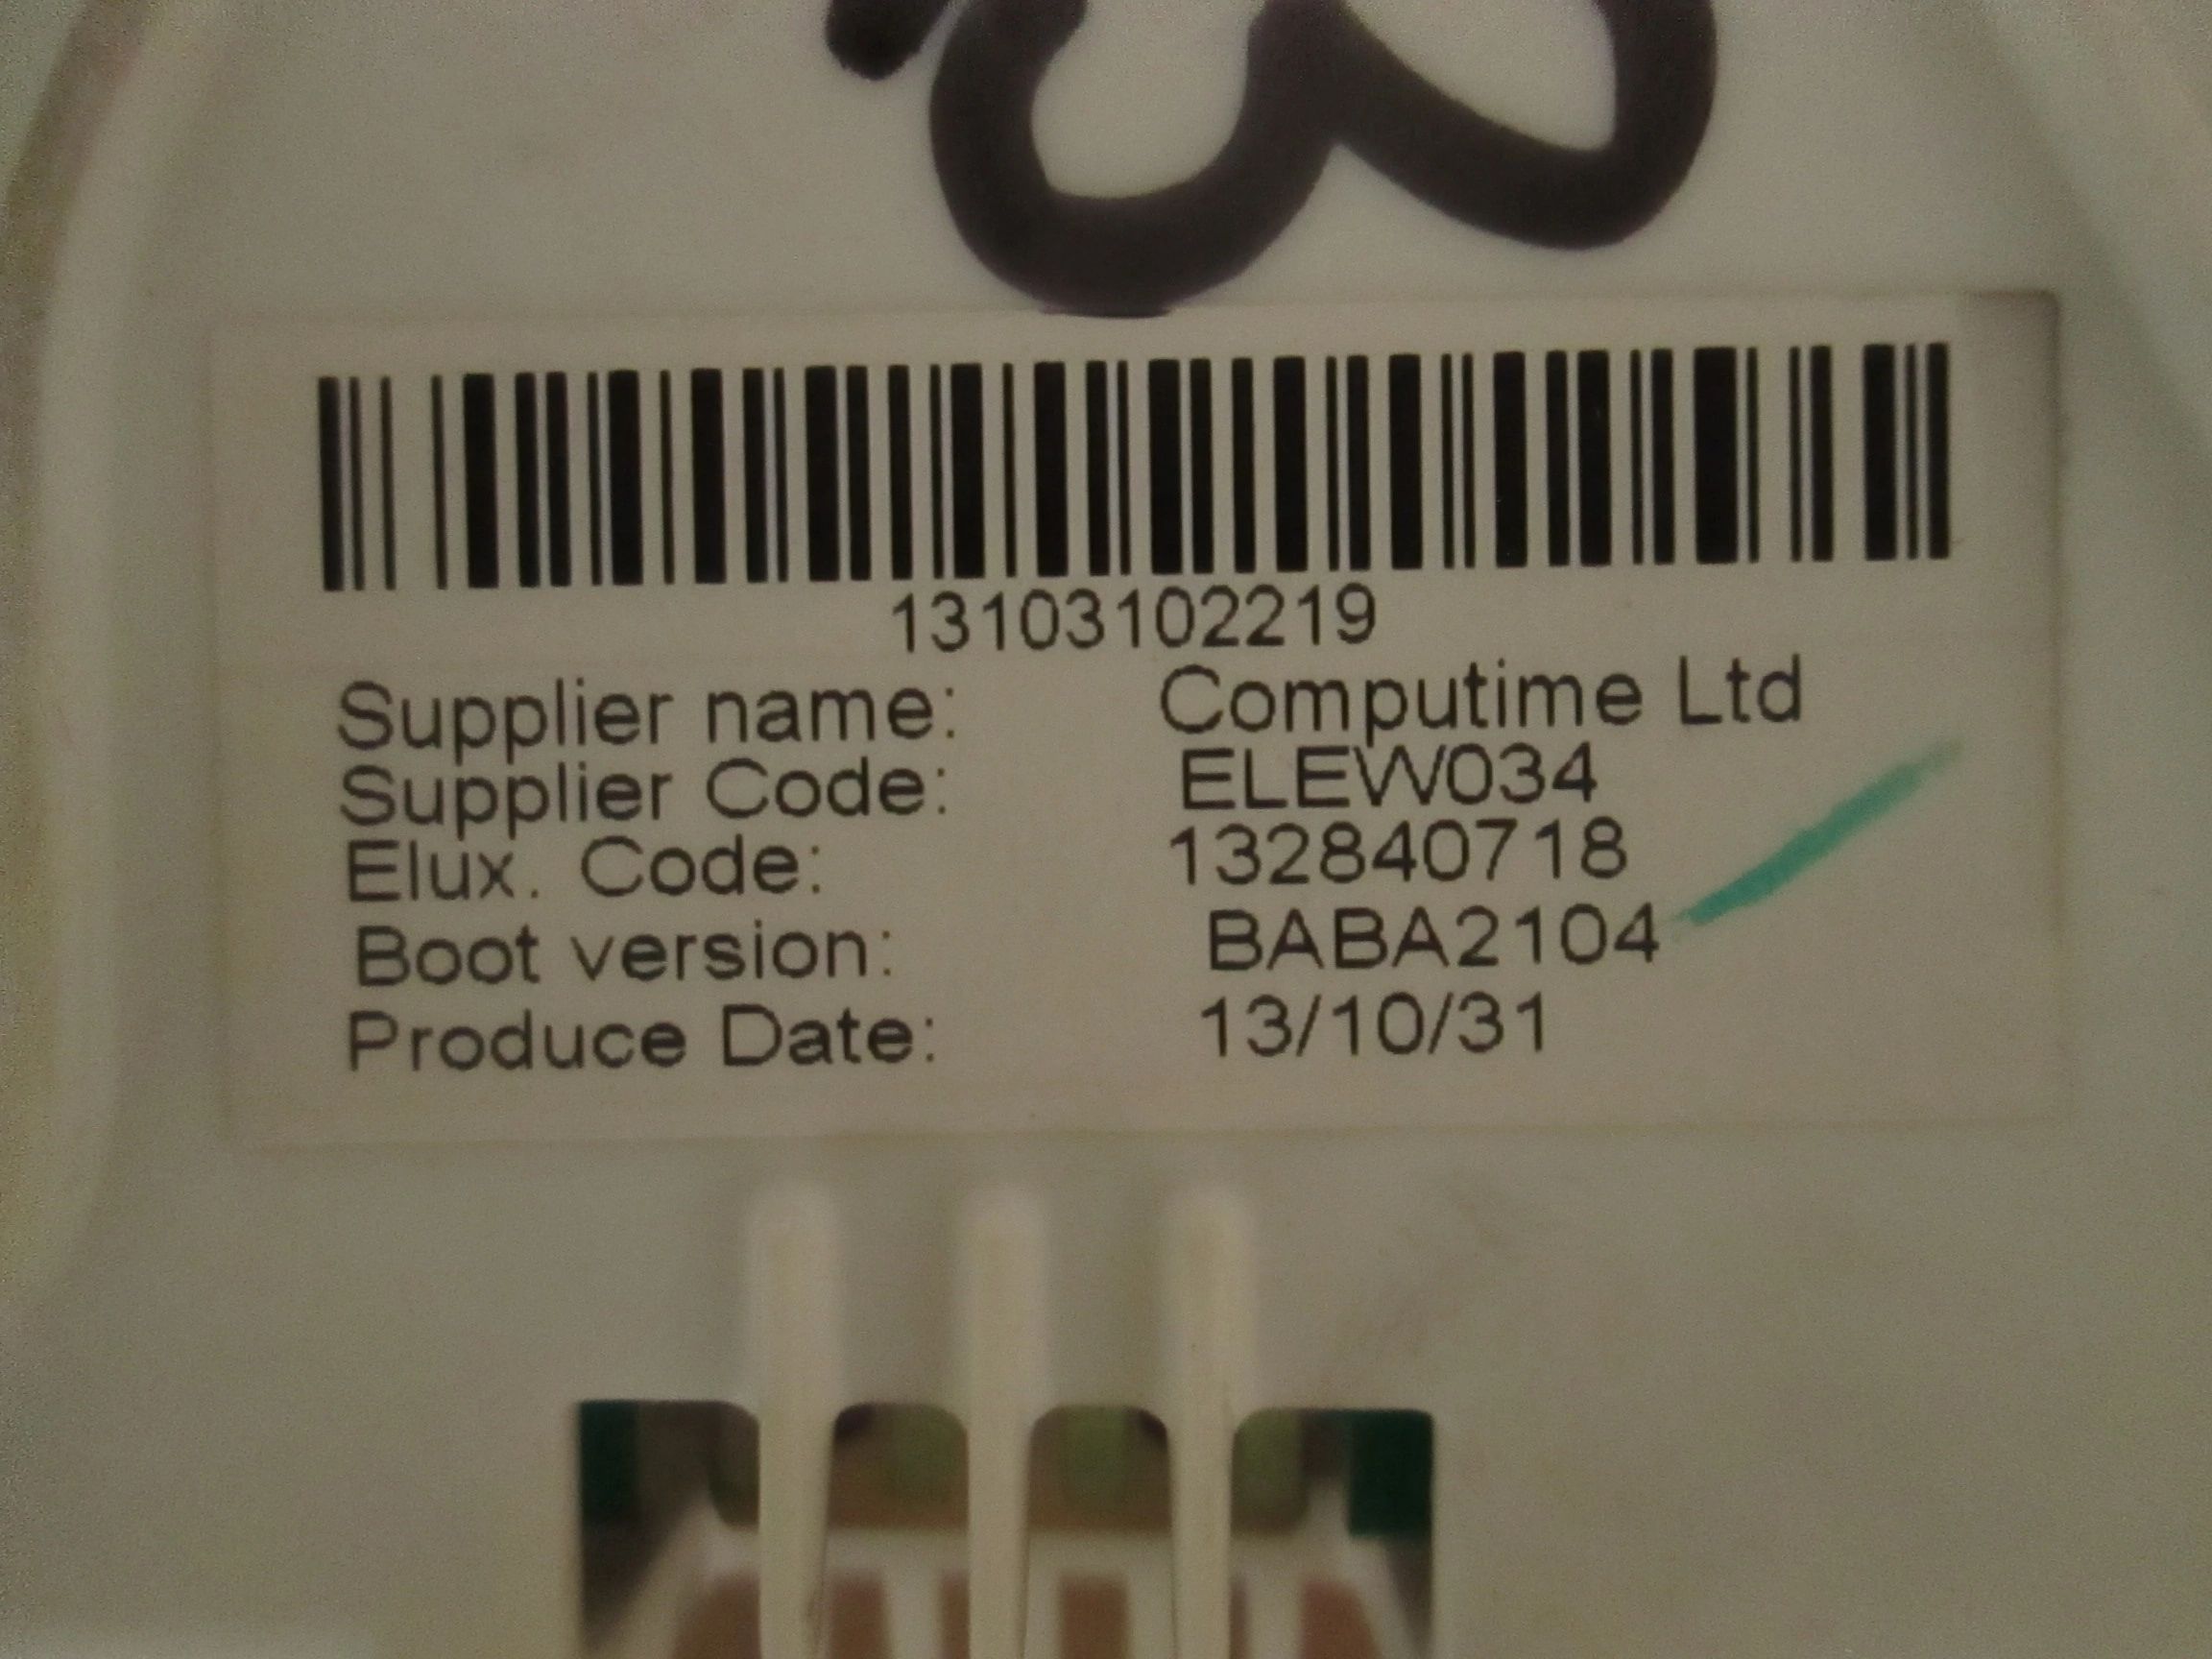 13103102219
Supplier name: Computime Ltd
Supplier Code: ELEW034
Elux. Code: 132840718
Boot version: BABA2104
Produce Date: 13/10/31